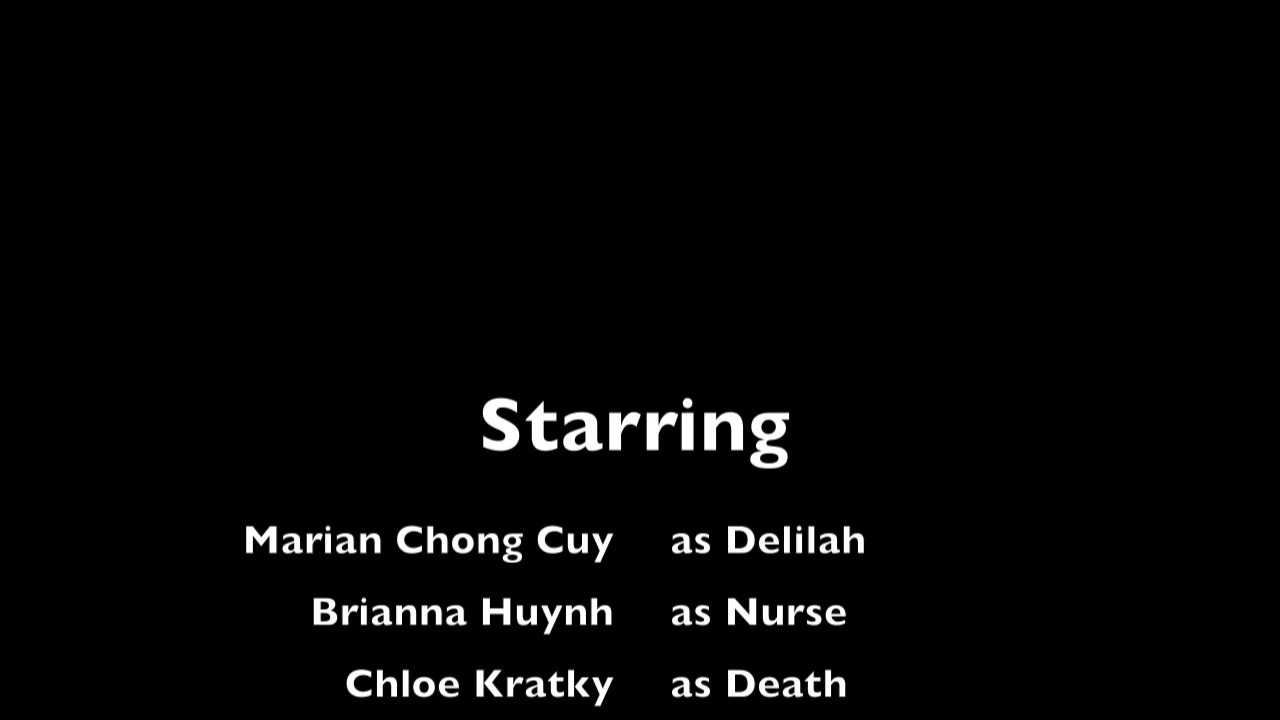 Starring
Marian Chong Cuy as Delilah
Brianna Huynh as Nurse
Chloe Kratky as Death